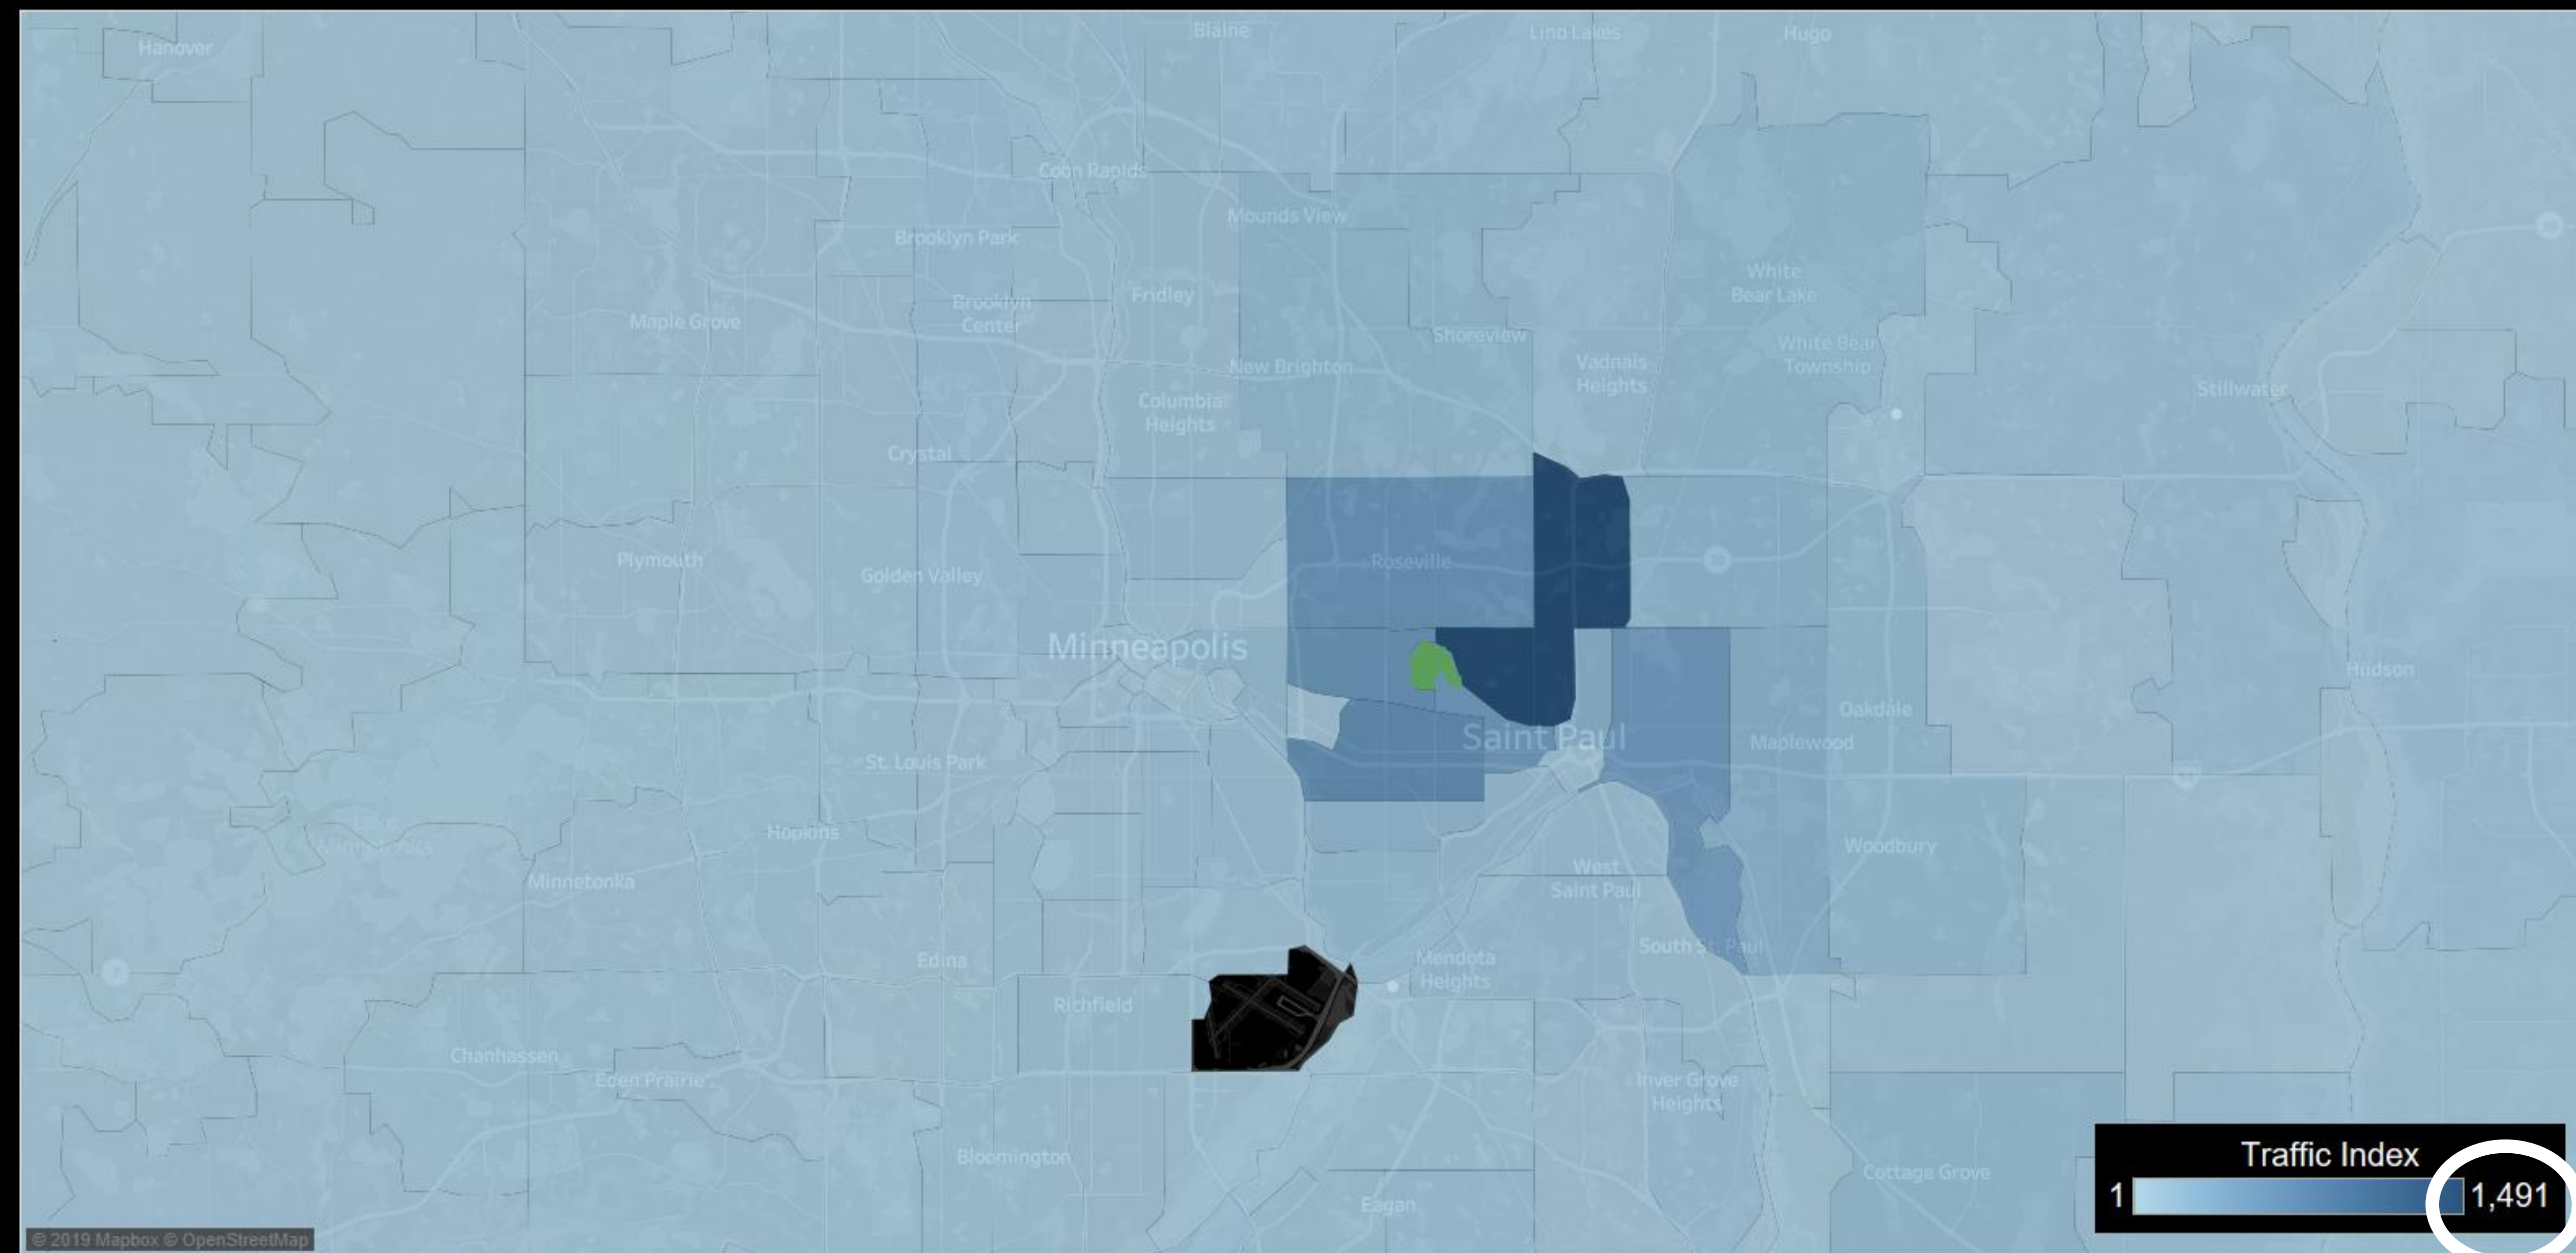 Hanover
Blaine
Lino Lakes
Hugo
Coon Rapids
Mounds View
Brooklyn Park
White
Bear Lake
Brooklyn
Center
Fridley
Maple Grove
Shoreview
White Bear
Township
New Brighton
Vadnais
Heights
Stillwater
Columbia
Heights
Crystal
Plymouth
Golden Valley
Roseville
Minneapolis
Hudson
Oakdale
Saint Paul
Maplewood
St. Louis Park
Lake
Minnetonka
Hopkins
Woodbury
West
Saint Paul
Minnetonka
South St. Paul
Edina
Mendota
Heights
Richfield
Chanhassen
Eden Prairie
Inver Grove
Heights
Bloomington
Cottage Grove
Eagan
Traffic Index
1
1,491
© 2019 Mapbox © OpenStreetMap